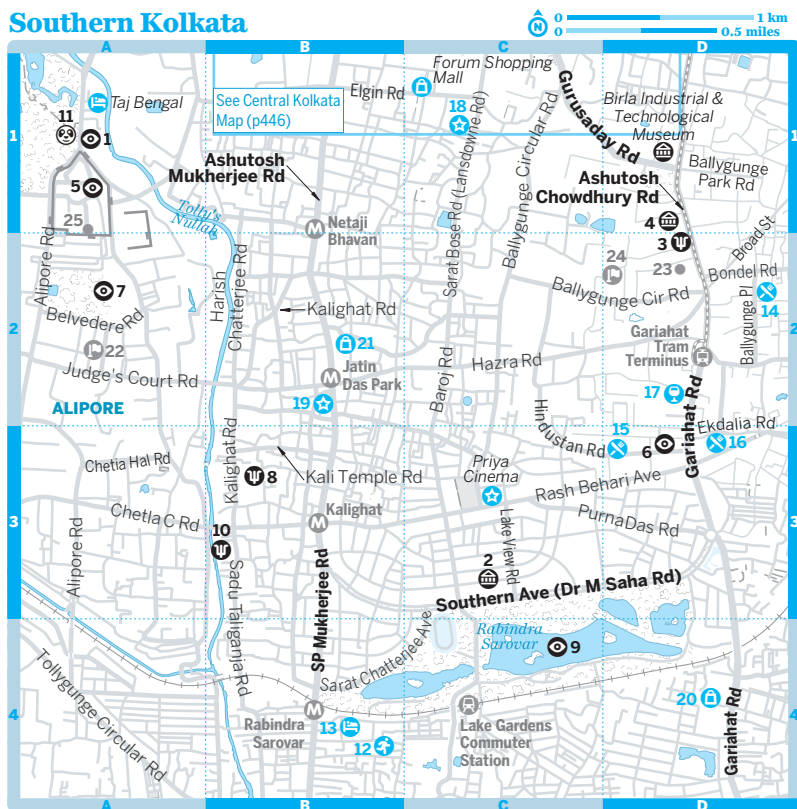 Southern Kolkata
N
0 1 km
0 0.5 miles
A
B
C
D
Forum Shopping
Mall
Elgin Rd
Taj Bengal
See Central Kolkata
Map (p446)
18
Gurusaday Rd
Birla Industrial &
Technological
Museum
11
1
1
1
Ashutosh
Mukherjee Rd
Sarat Bose Rd (Lansdowne Rd)
Ballygunge Circular Rd
Ballygunge
Park Rd
5
Ashutosh
Chowdhury Rd
Tolly's
Nullah
25
Netaji
Bhavan
4
3
Broad St
Alipore Rd
24
23
Bondel Rd
7
Harish
Chatterjee Rd
Ballygunge Cir Rd
14
Kalighat Rd
Belvedere Rd
2
2
22
21
Gariahat
Tram
Terminus
Ballygunge Pl
Judge's Court Rd
Jatin
Das Park
Baroj Rd
Hazra Rd
ALIPORE
19
17
Hindustan Rd
15
Ekdalia Rd
16
6
Gariahat Rd
Kalighat Rd
Chetia Hal Rd
8
Kali Temple Rd
Priya
Cinema
Rash Behari Ave
3
3
Chetla C Rd
Kalighat
Lake View Rd
PurnaDas Rd
10
Alipore Rd
2
Sapu Taliganja Rd
SP Mukherjee Rd
Southern Ave (Dr M Saha Rd)
Rabindra
Sarovar
9
Sarat Chatterjee Ave
Tollygunge Circular Rd
4
4
20
Rabindra
Sarovar
13
12
Lake Gardens
Commuter
Station
Gariahat Rd
A
B
C
D